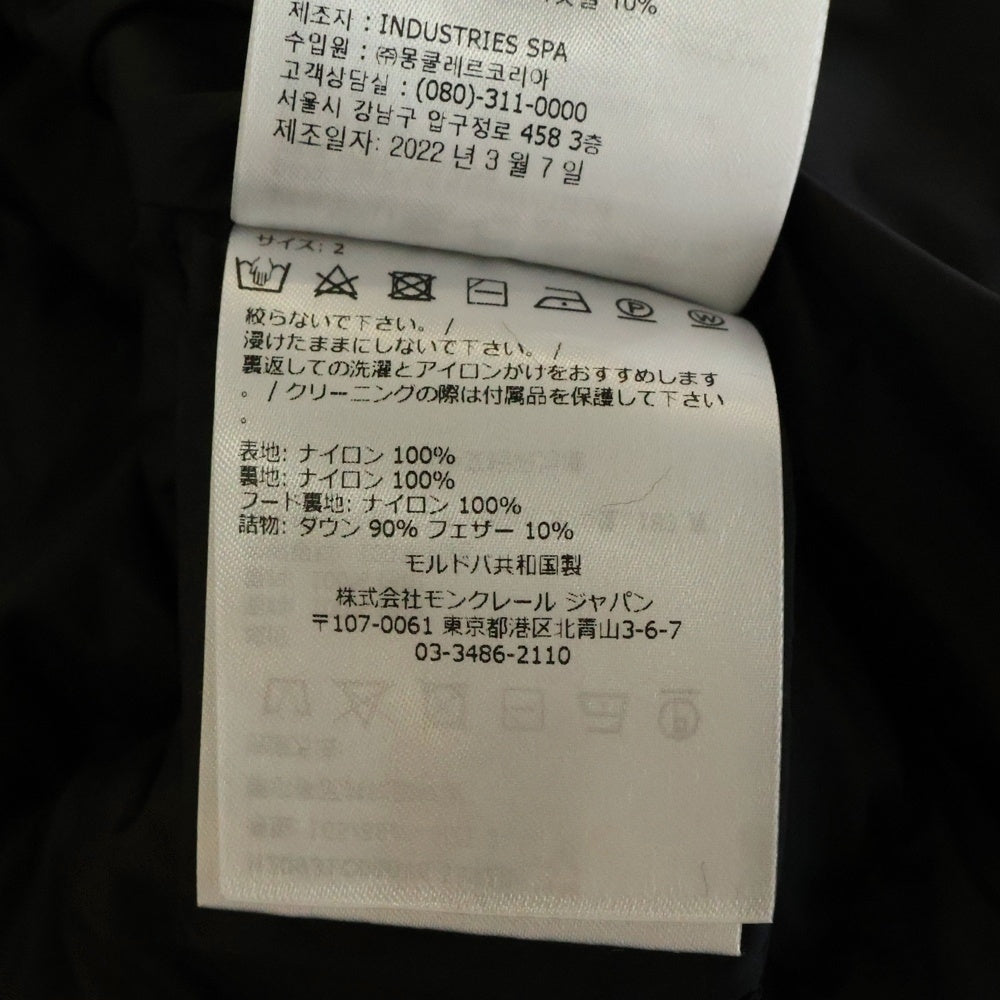 10%
제조자 : INDUSTRIES SPA
수입원 : ㈜몽클레르코리아
고객상담실 : (080)-311-0000
서울시 강남구 압구정로 458 3층
제조일자: 2022 년 3 월 7 일
サイズ: 2
P
W
絞らないで下さい。 /
浸けたままにしないで下さい。 /
裏返しての洗濯とアイロンがけをおすすめします
。 / クリーニングの際は付属品を保護して下さい
。
表地: ナイロン 100%
裏地: ナイロン 100%
フード裏地: ナイロン 100%
詰物: ダウン 90% フェザー 10%
モルドバ共和国製
株式会社モンクレール ジャパン
〒107-0061 東京都港区北青山3-6-7
03-3486-2110